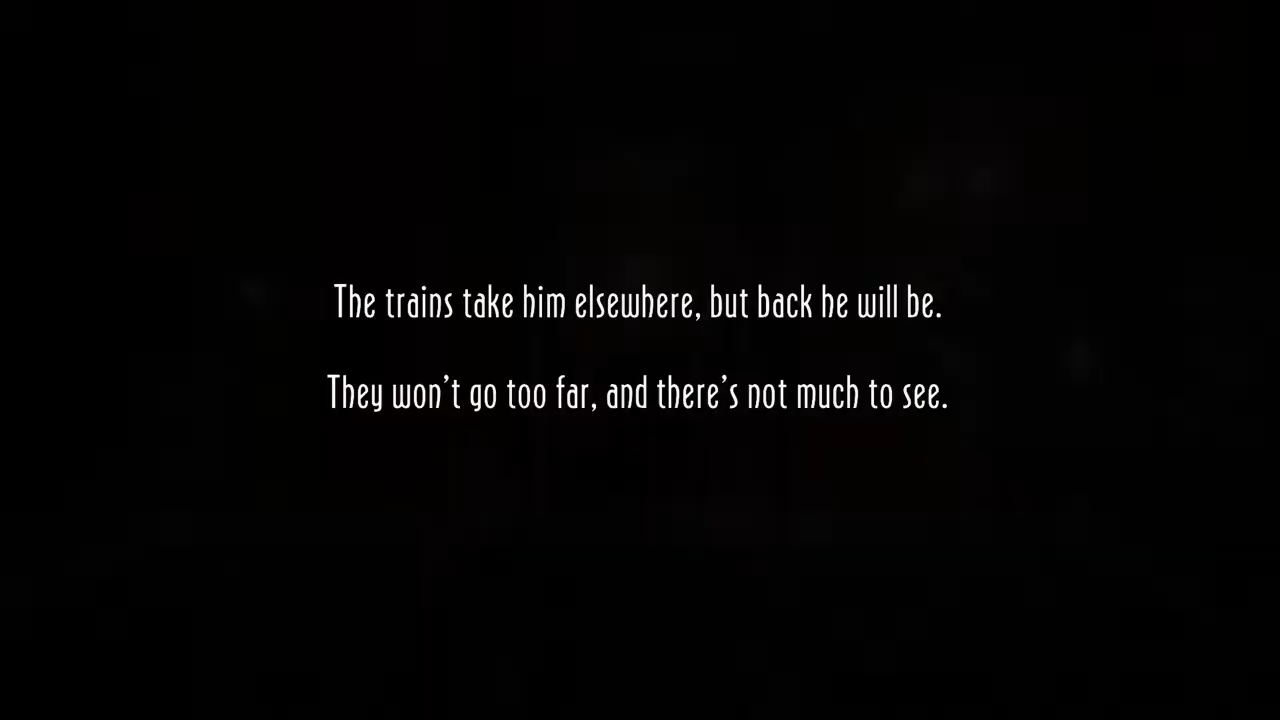 The trains take him elsewhere, but back he will be.
They won't go too far, and there's not much to see.